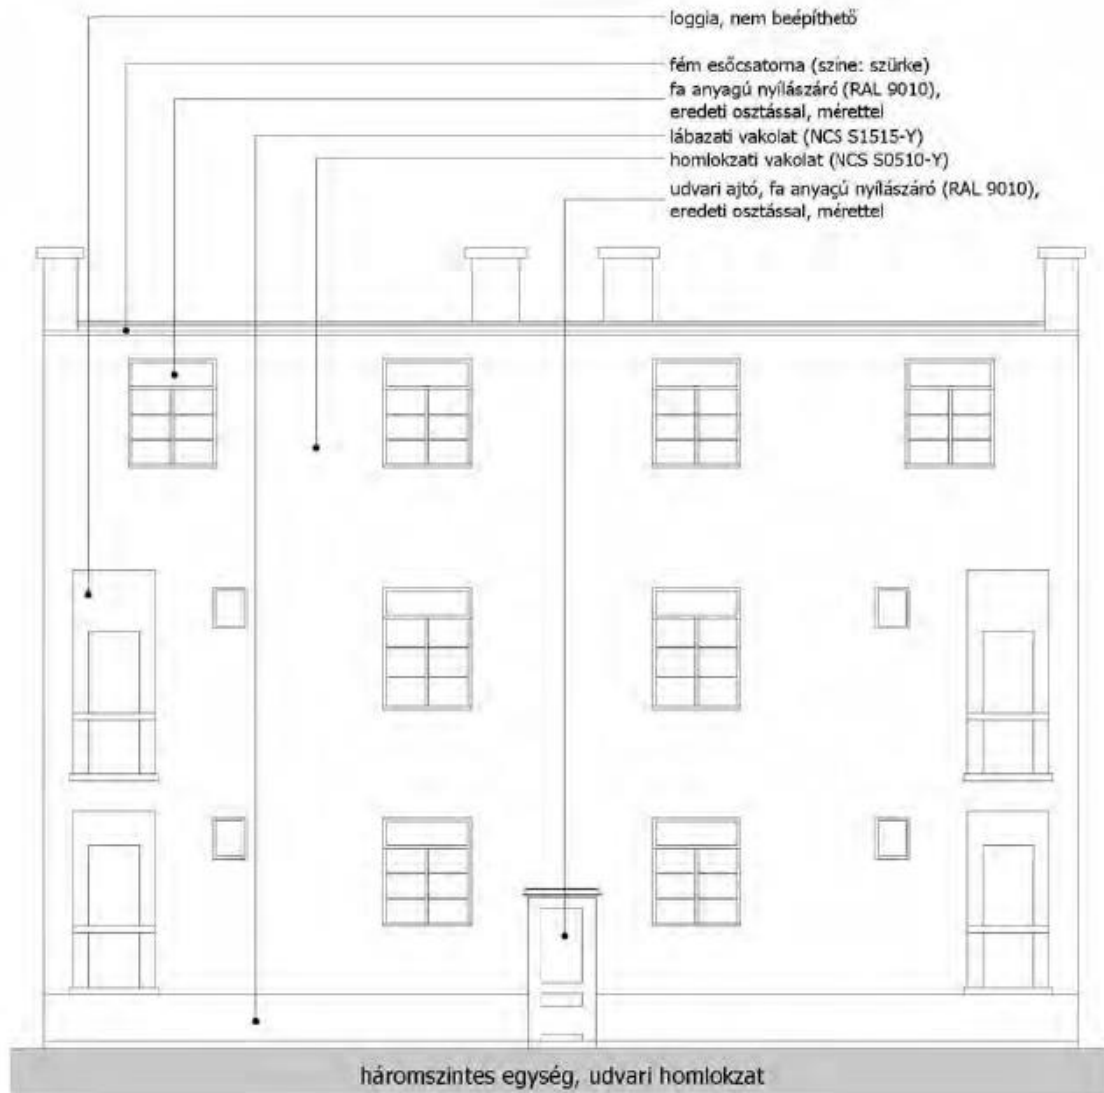 loggia, nem beépíthető
fém esőcsatorna (színe: szürke)
fa anyagú nyílászáró (RAL 9010),
eredeti osztással, mérettel
lábazati vakolat (NCS S1515-Y)
homlokzati vakolat (NCS S0510-Y)
udvari ajtó, fa anyagú nyílászáró (RAL 9010),
eredeti osztással, mérettel
háromszintes egység, udvari homlokzat